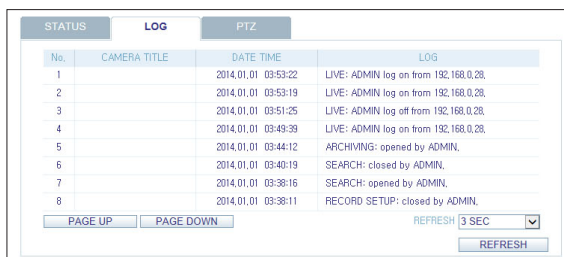 STATUS LOG PTZ
No. CAMERA TITLE DATE TIME LOG
1 2014.01.01 03:53:22 LIVE: ADMIN log on from 192.168.0.28.
2 2014.01.01 03:53:19 LIVE: ADMIN log on from 192.168.0.28.
3 2014.01.01 03:51:25 LIVE: ADMIN log off from 192.168.0.28.
4 2014.01.01 03:49:39 LIVE: ADMIN log on from 192.168.0.28.
5 2014.01.01 03:44:12 ARCHIVING: opened by ADMIN.
6 2014.01.01 03:40:19 SEARCH: closed by ADMIN.
7 2014.01.01 03:38:16 SEARCH: opened by ADMIN.
8 2014.01.01 03:38:11 RECORD SETUP: closed by ADMIN.
PAGE UP PAGE DOWN REFRESH 3 SEC
REFRESH